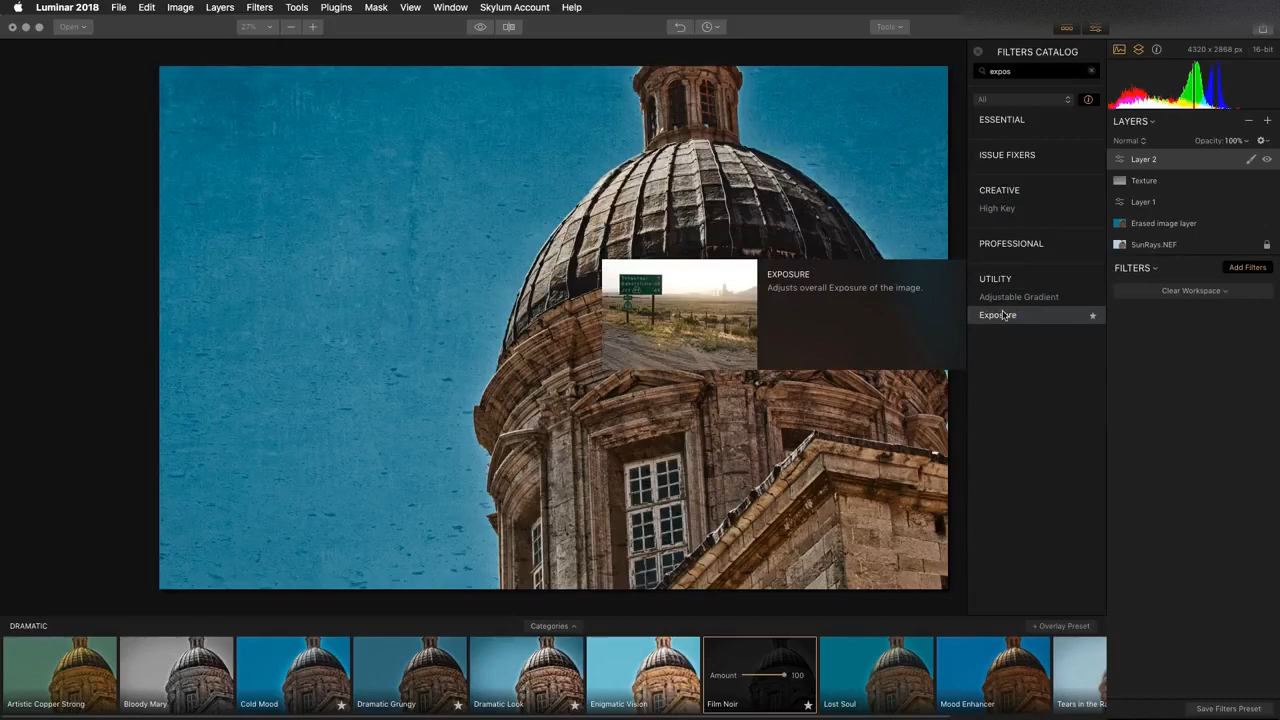 Luminar 2018 File Edit Image Layers Filters Tools Plugins Mask View Window Skylum Account Help
Open 27% Tools
FILTERS CATALOG
4320 x 2868 px 16-bit
expos
All
ESSENTIAL
ISSUE FIXERS
CREATIVE
High Key
PROFESSIONAL
UTILITY
Adjustable Gradient
Exposure
EXPOSURE
Adjusts overall Exposure of the image.
LAYERS
Normal Opacity: 100%
Layer 2
Texture
Layer 1
Erased image layer
SunRays.NEF
FILTERS Add Filters
Clear Workspace
DRAMATIC Categories + Overlay Preset
Amount 100
Artistic Copper Strong Bloody Mary Cold Mood Dramatic Grungy Dramatic Look Enigmatic Vision Film Noir Lost Soul Mood Enhancer Tears in the Ra
Save Filters Preset